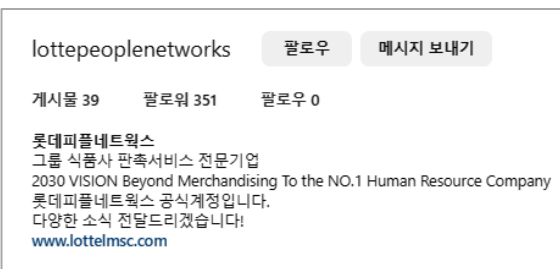 lottepeoplenetworks 팔로우 메시지 보내기
게시물 39 팔로워 351 팔로우 0
롯데피플네트웍스
그룹 식품사 판촉서비스 전문기업
2030 VISION Beyond Merchandising To the NO.1 Human Resource Company
롯데피플네트웍스 공식계정입니다.
다양한 소식 전달드리겠습니다!
www.lottelmsc.com